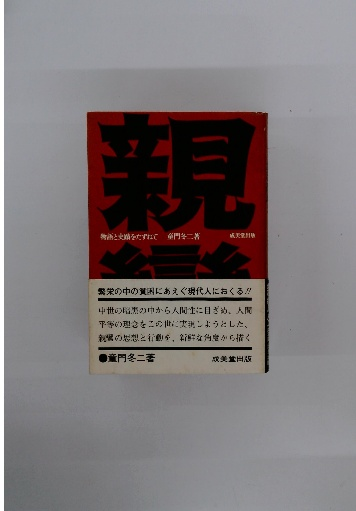 親鸞
物語と史蹟をたずねて 童門冬二著 成美堂出版
繁栄の中の貧困にあえぐ現代人におくる!!
中世の暗黒の中から人間性に目ざめ、人間
平等の理念をこの世に実現しようとした、
親鸞の思想と行動を、新鮮な角度から描く
●童門冬二著 成美堂出版